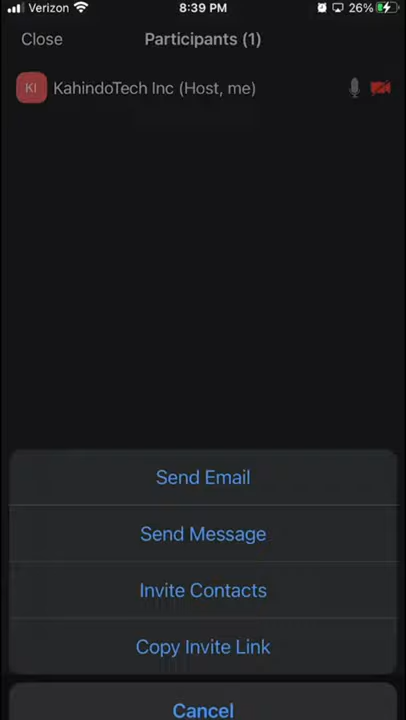 Verizon 8:39 PM 26%
Close Participants (1)
KI KahindoTech Inc (Host, me)
Send Email
Send Message
Invite Contacts
Copy Invite Link
Cancel